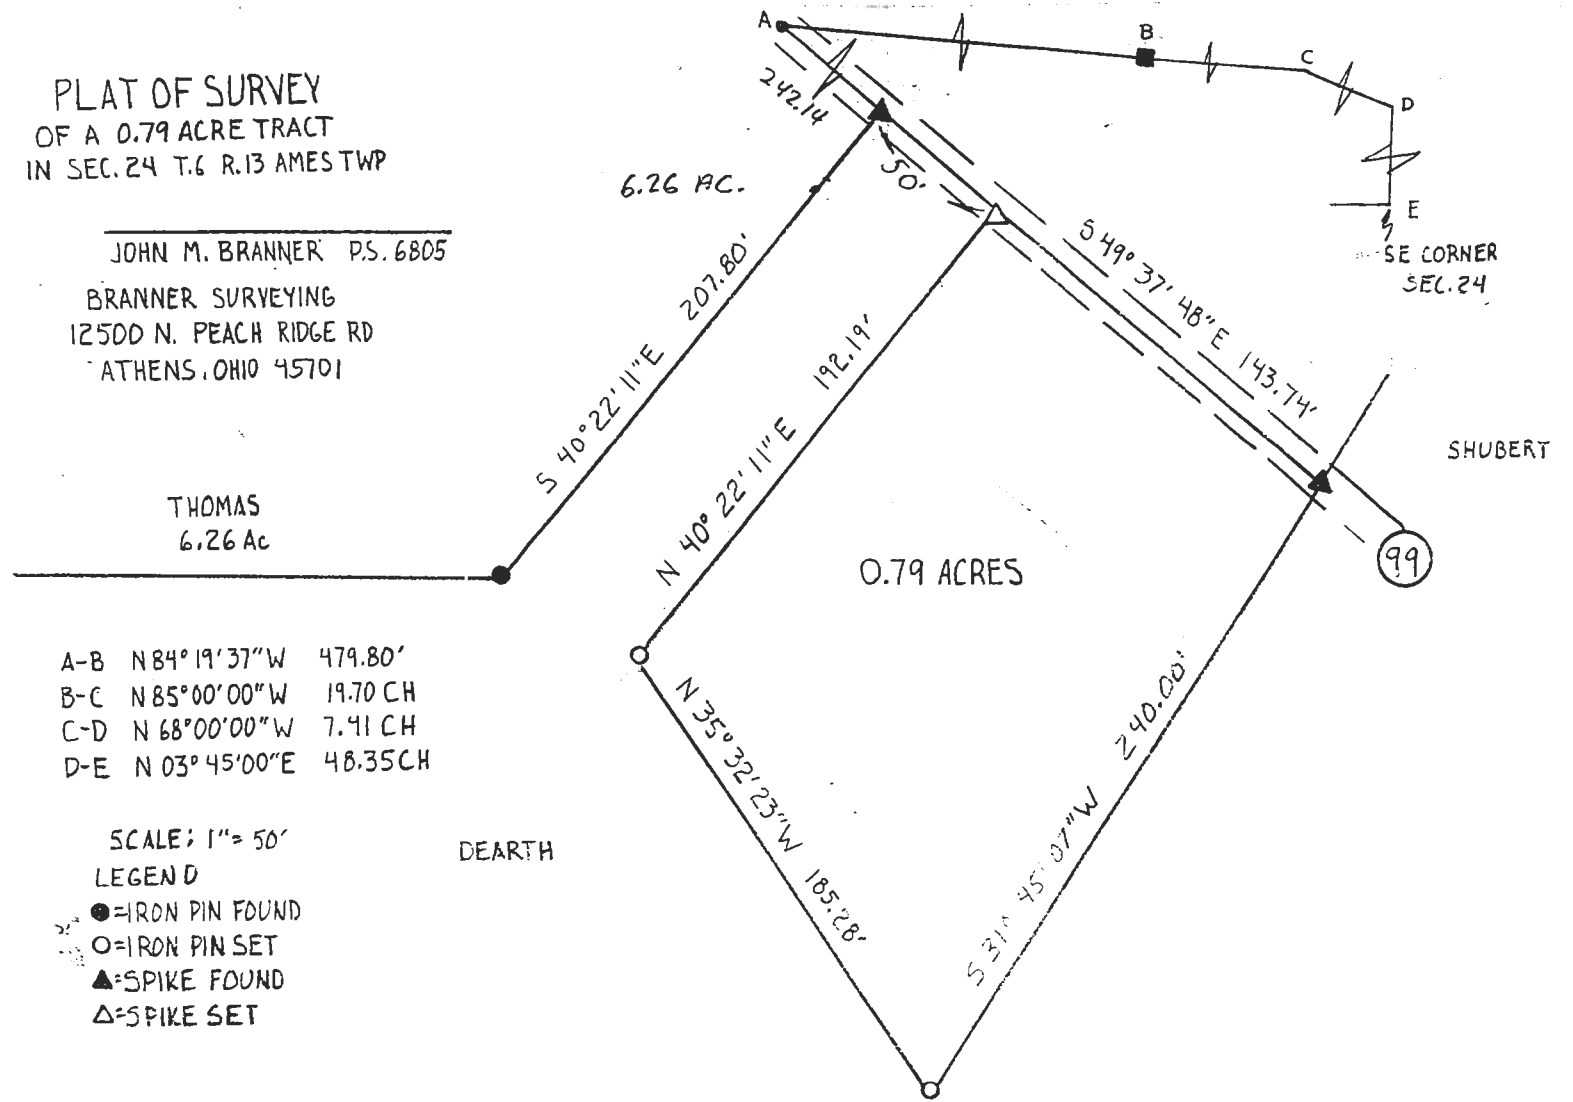 PLAT OF SURVEY
OF A 0.79 ACRE TRACT
IN SEC. 24 T.6 R.13 AMES TWP
JOHN M. BRANNER P.S. 6805
BRANNER SURVEYING
12500 N. PEACH RIDGE RD
ATHENS, OHIO 45701
A
B
C
D
E
SE CORNER
SEC. 24
242.14
50'
6.26 AC.
S 40° 22' 11" E 207.80'
N 40° 22' 11" E 192.19'
S 49° 37' 48" E 143.74'
SHUBERT
99
THOMAS
6.26 Ac
0.79 ACRES
N 35° 32' 23" W 185.28'
S 31° 45' 07" W 240.00'
DEARTH
A-B N 84° 19' 37" W 479.80'
B-C N 85° 00' 00" W 19.70 CH
C-D N 68° 00' 00" W 7.41 CH
D-E N 03° 45' 00" E 48.35 CH
SCALE: 1" = 50'
LEGEND
●=IRON PIN FOUND
○=IRON PIN SET
▲=SPIKE FOUND
△=SPIKE SET